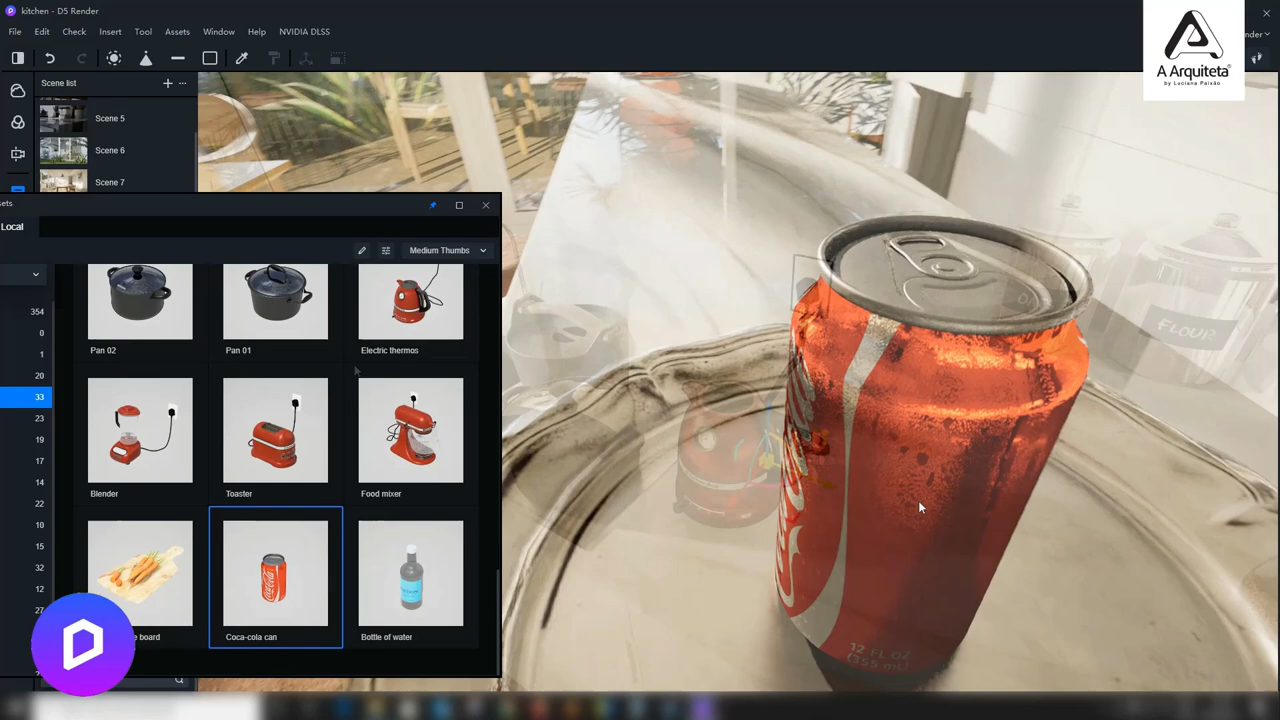 kitchen - D5 Render
File Edit Check Insert Tool Assets Window Help NVIDIA DLSS
nder
A Arquiteta®
by Luciana Paixão
Scene list
Scene 5
Scene 6
Scene 7
sets
Local
Medium Thumbs
354
0
1
20
33
23
19
17
14
22
10
15
32
12
27
Pan 02
Pan 01
Electric thermos
Blender
Toaster
Food mixer
e board
Coca-cola can
Bottle of water
FLOUR
12 FL OZ
(355 mL)